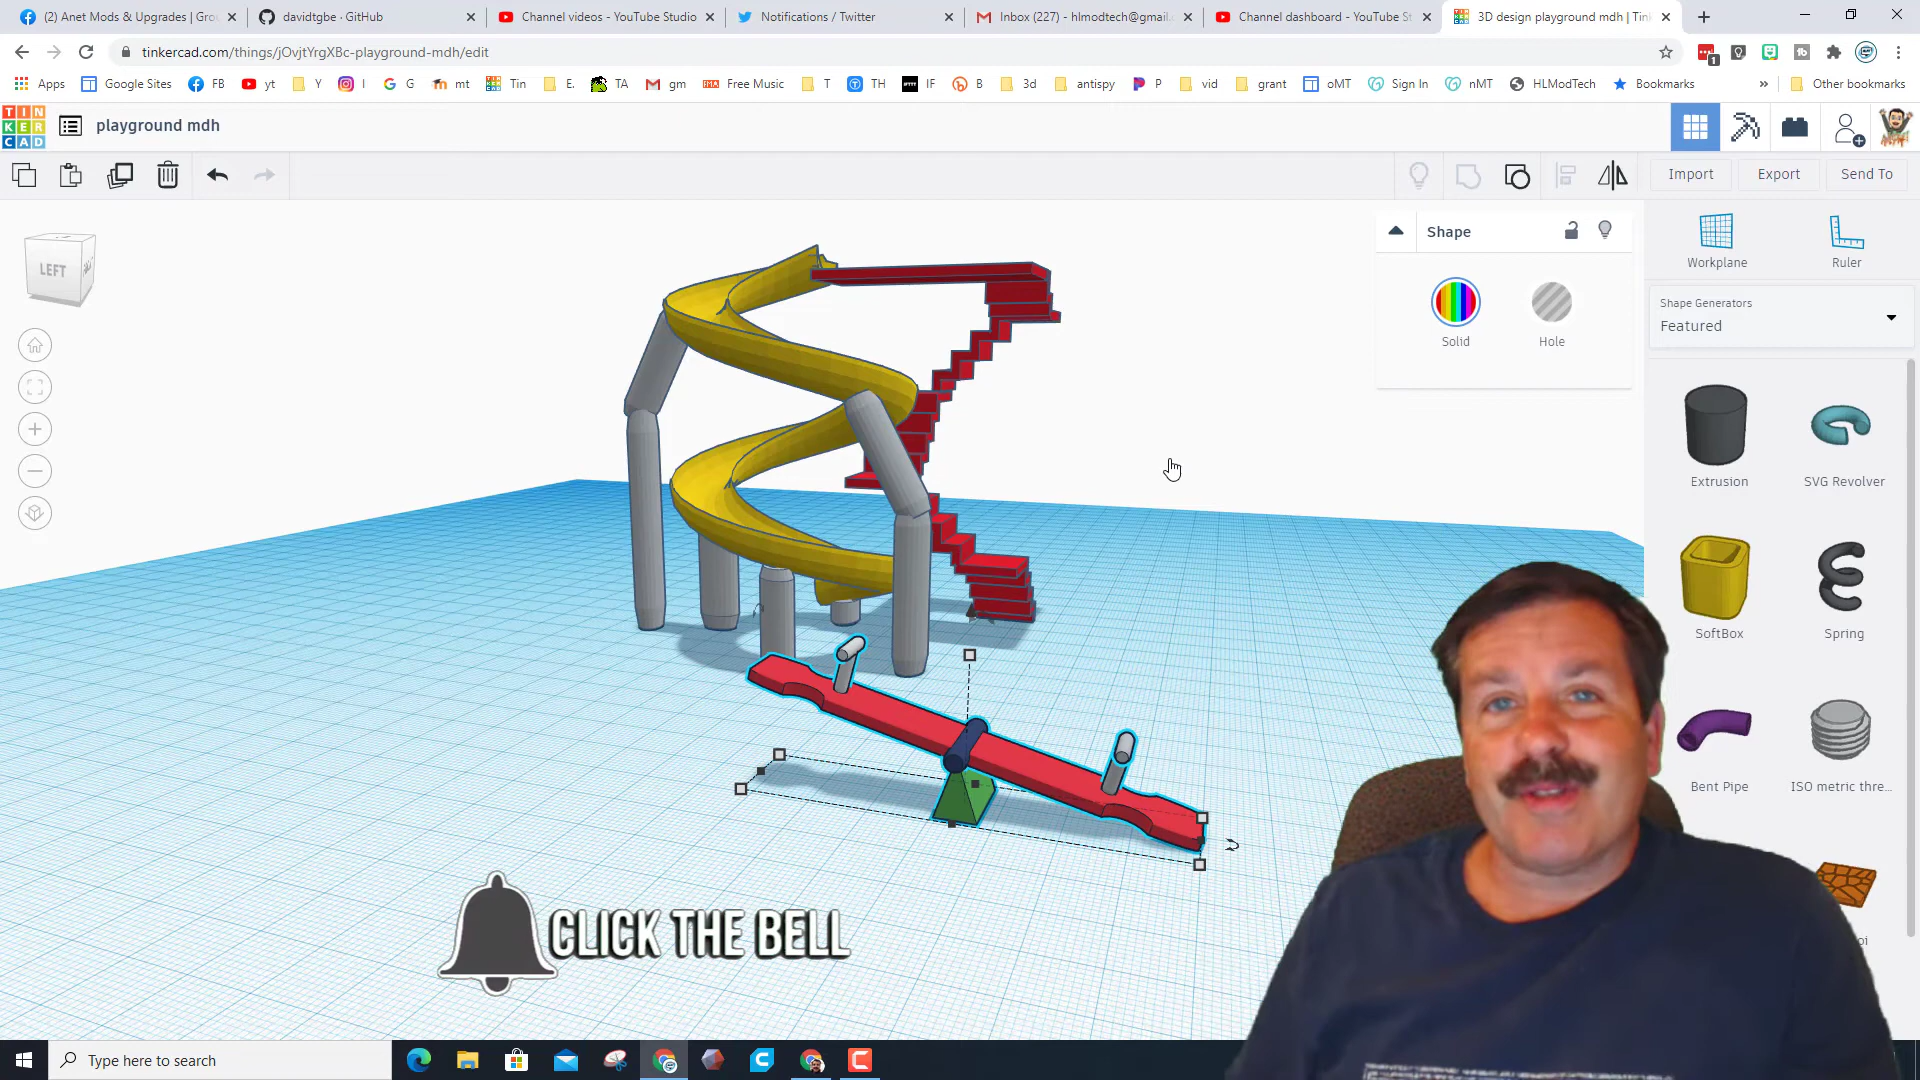 (2) Anet Mods & Upgrades | Gro
davidtgbe · GitHub
Channel videos - YouTube Studio
Notifications / Twitter
Inbox (227) - hlmodtech@gmail.
Channel dashboard - YouTube St
3D design playground mdh | Tin
tinkercad.com/things/jOvjtYrgXBc-playground-mdh/edit
1
Apps
Google Sites
FB
yt
Y
I
G
mt
Tin
E.
TA
gm
Free Music
T
TH
IF
B
3d
antispy
P
vid
grant
oMT
Sign In
nMT
HLModTech
Bookmarks
»
Other bookmarks
TIN
KER
CAD
playground mdh
Import
Export
Send To
LEFT
Shape
Solid
Hole
Workplane
Ruler
Shape Generators
Featured
Extrusion
SVG Revolver
SoftBox
Spring
Bent Pipe
ISO metric thre...
oi
CLICK THE BELL
Type here to search